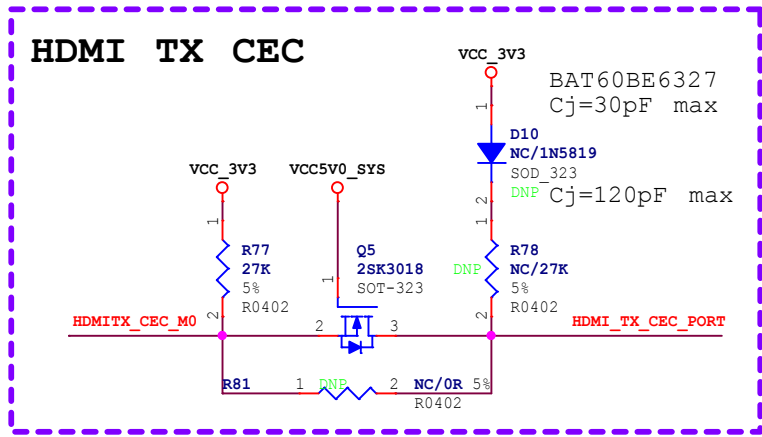 HDMI TX CEC
VCC_3V3
BAT60BE6327
Cj=30pF max
1
D10
NC/1N5819
SOD_323
DNP
Cj=120pF max
2
VCC_3V3
VCC5V0_SYS
1
R77
27K
5%
R0402
2
1
Q5
2SK3018
SOT-323
1
DNP
R78
NC/27K
5%
R0402
2
HDMITX_CEC_M0
2
3
HDMI_TX_CEC_PORT
R81
1
DNP
2
NC/0R
5%
R0402